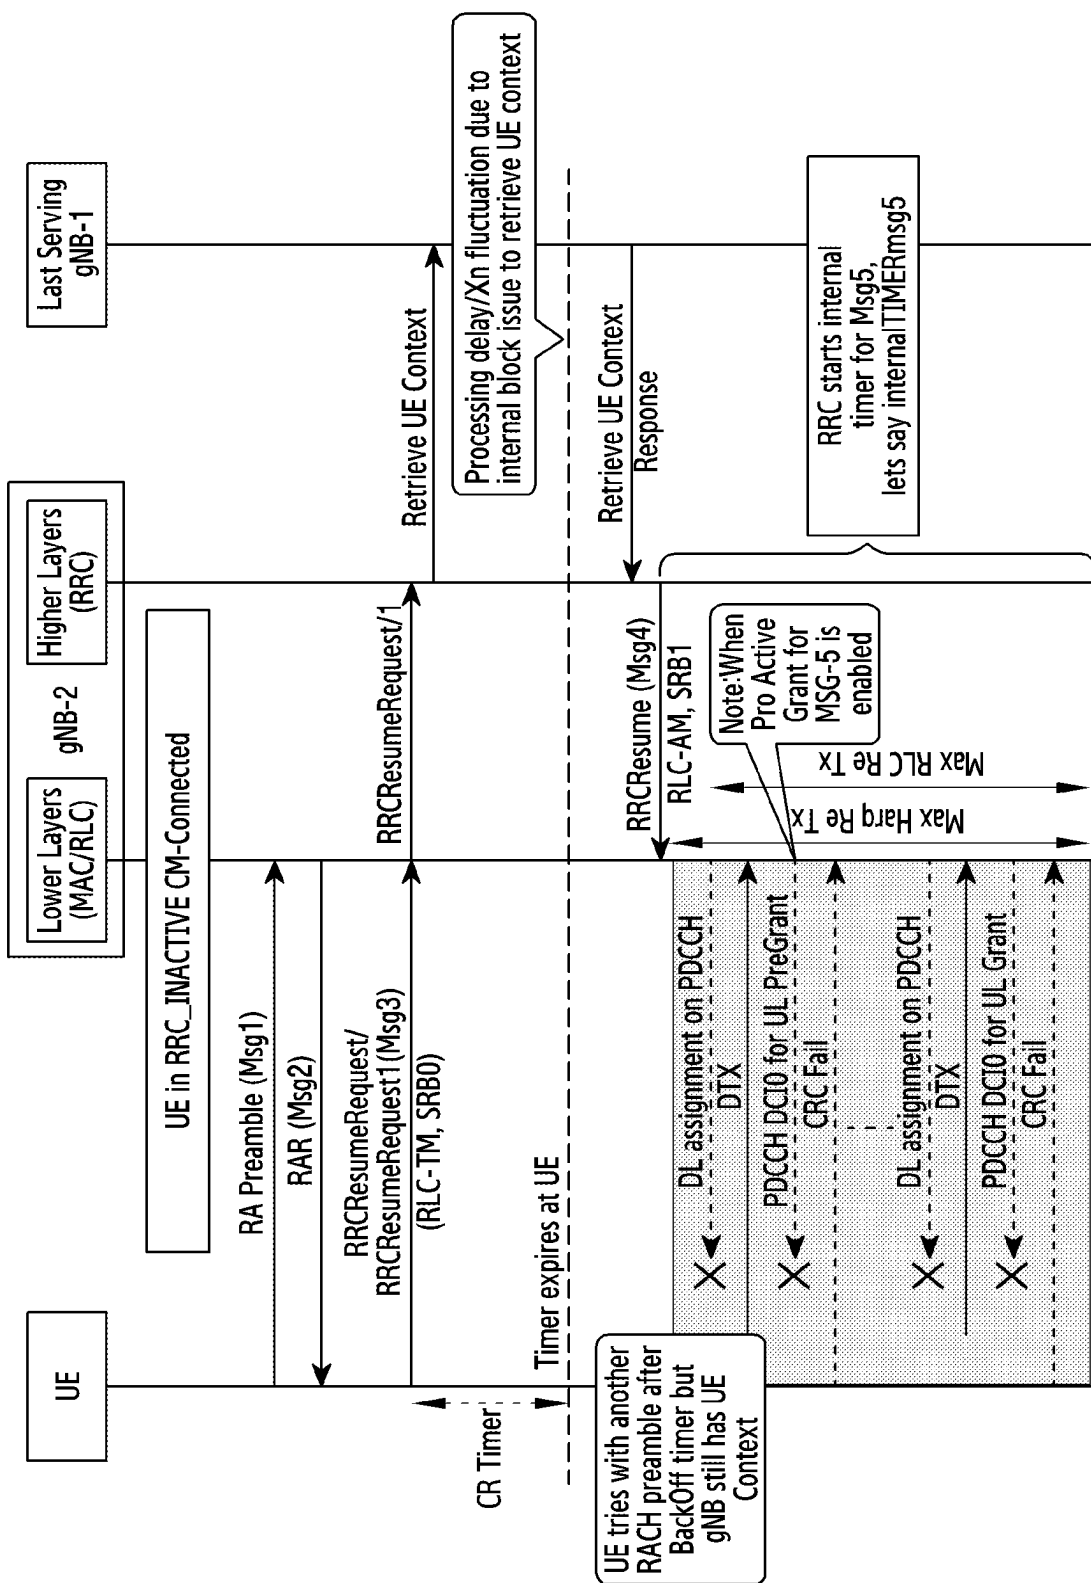 UE
Lower Layers
(MAC/RLC)
Higher Layers
(RRC)
gNB-2
Last Serving
gNB-1
UE in RRC_INACTIVE CM-Connected
RA Preamble (Msg1)
RAR (Msg2)
RRCResumeRequest/
RRCResumeRequest1(Msg3)
(RLC-TM, SRB0)
RRCResumeRequest/1
Retrieve UE Context
CR Timer
Processing delay/Xn fluctuation due to
internal block issue to retrieve UE context
Timer expires at UE
Retrieve UE Context
Response
UE tries with another
RACH preamble after
BackOff timer but
gNB still has UE
Context
RRCResume (Msg4)
RLC-AM, SRB1
RRC starts internal
timer for Msg5,
lets say internalTIMERmsg5
Note:When
Pro Active
Grant for
MSG-5 is
enabled
Max Harq Re Tx
Max RLC Re Tx
DL assignment on PDCCH
DTX
PDCCH DCI0 for UL PreGrant
CRC Fail
DL assignment on PDCCH
DTX
PDCCH DCI0 for UL Grant
CRC Fail